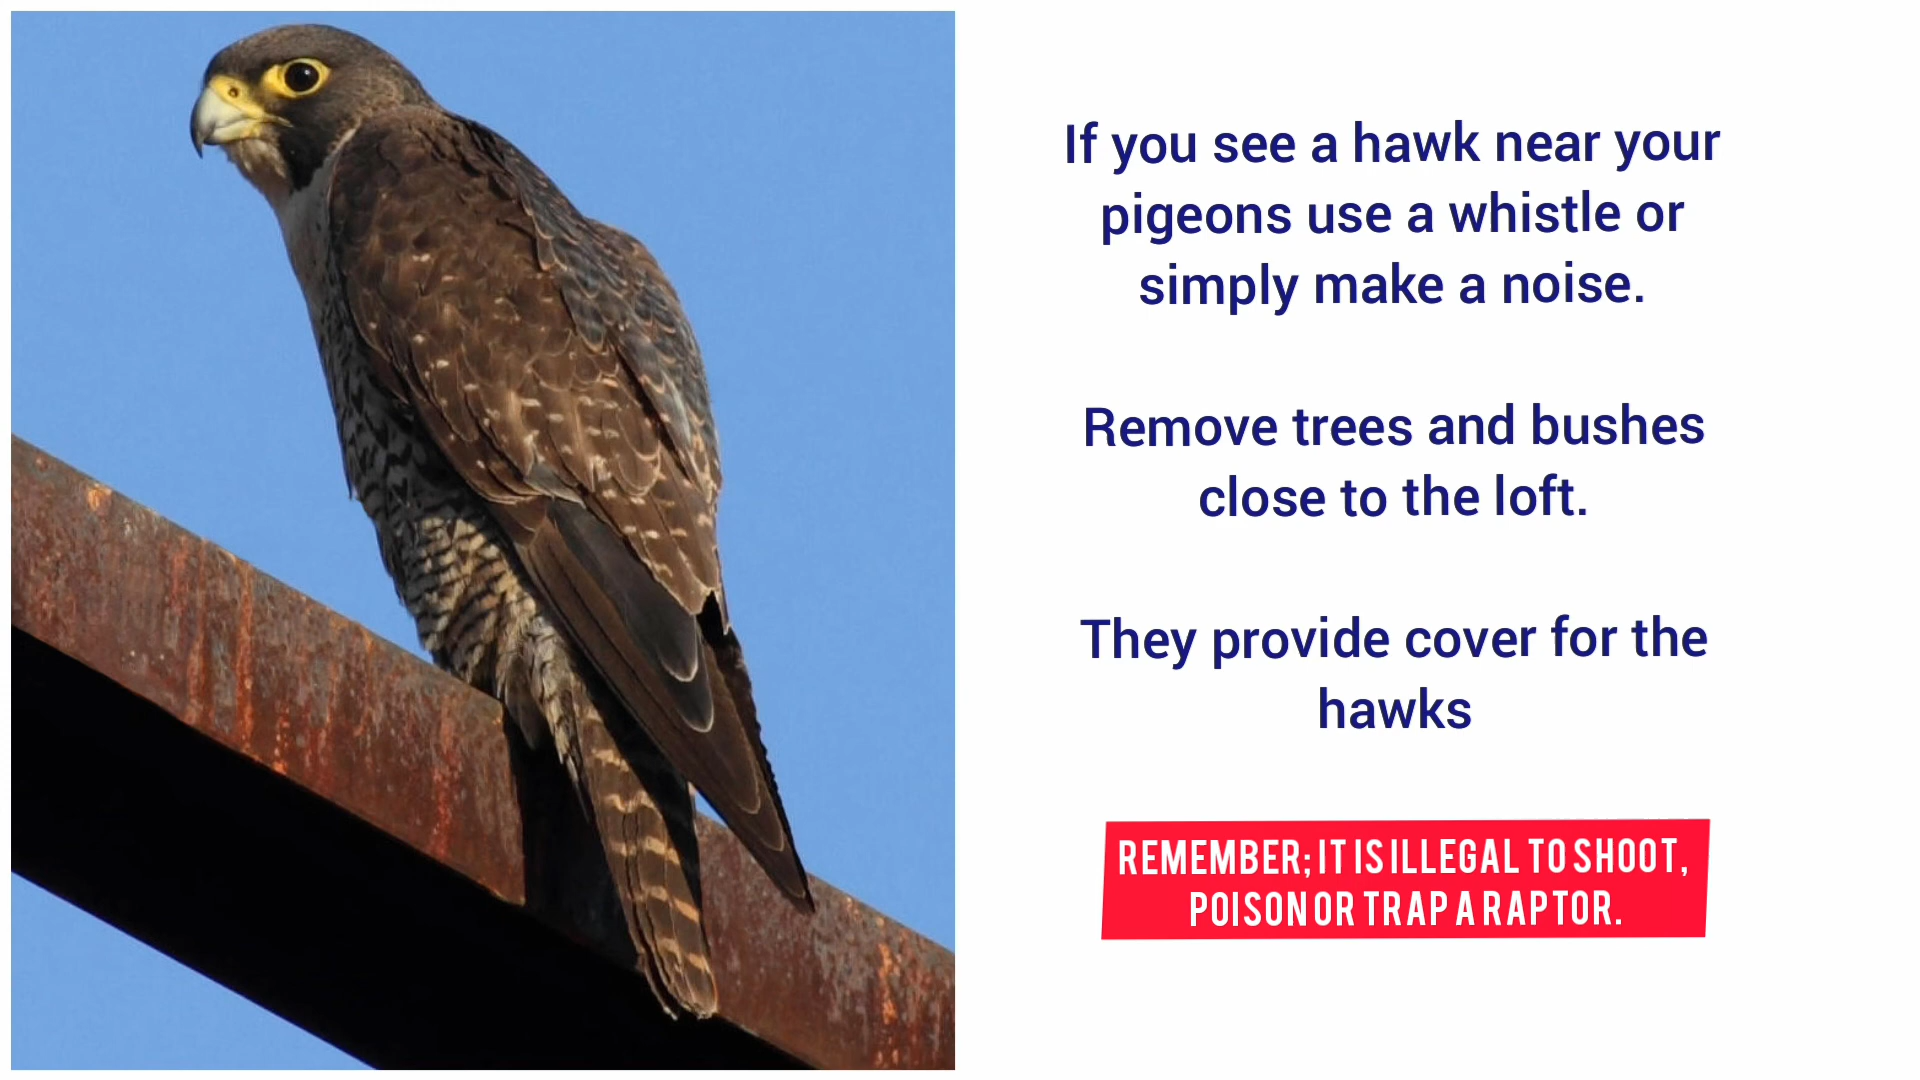 If you see a hawk near your
pigeons use a whistle or
simply make a noise.
Remove trees and bushes
close to the loft.
They provide cover for the
hawks
REMEMBER; IT IS ILLEGAL TO SHOOT,
POISON OR TRAP A RAPTOR.